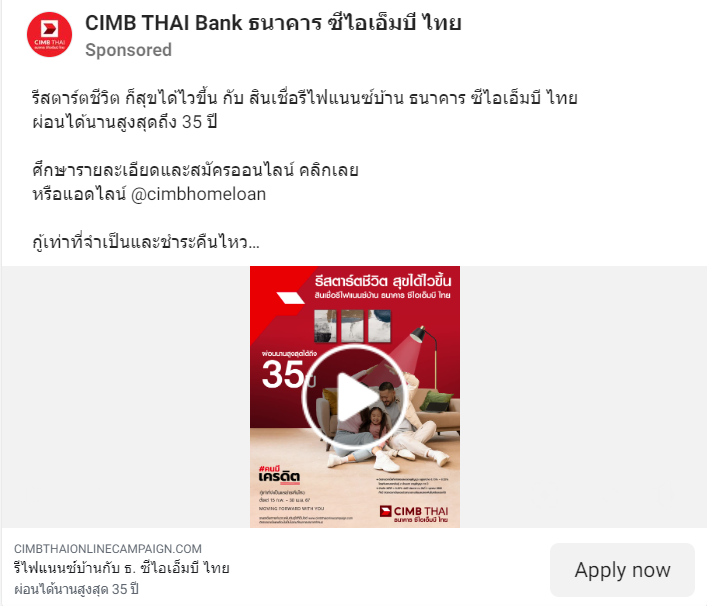 CIMB THAI Bank ธนาคาร ซีไอเอ็มบี ไทย
CIMB THAI
Sponsored
รีสตาร์ตชีวิต ก็สุขได้ไวขึ้น กับ สินเชื่อรีไฟแนนซ์บ้าน ธนาคาร ซีไอเอ็มบี ไทย
ผ่อนได้นานสูงสุดถึง 35 ปี
ศึกษารายละเอียดและสมัครออนไลน์ คลิกเลย
หรือแอดไลน์ @cimbhomeloan
กู้เท่าที่จำเป็นและชำระคืนไหว...
รีสตาร์ตชีวิต สุขได้ไวขึ้น
สินเชื่อรีไฟแนนซ์บ้าน ธนาคาร ซีไอเอ็มบี ไทย
ผ่อนนานสูงสุดได้ถึง
35 ปี
#คนมี
เครดิต
MOVING FORWARD WITH YOU
CIMB THAI
ธนาคาร ซีไอเอ็มบี ไทย
CIMBTHAIONLINECAMPAIGN.COM
รีไฟแนนซ์บ้านกับ ธ. ซีไอเอ็มบี ไทย
ผ่อนได้นานสูงสุด 35 ปี
Apply now